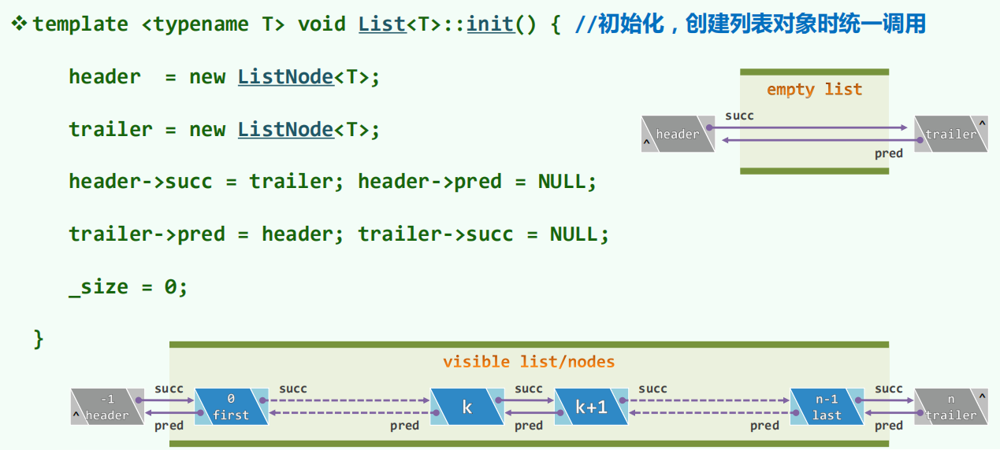 ❖template <typename T> void List<T>::init() { //初始化，创建列表对象时统一调用
header = new ListNode<T>;
trailer = new ListNode<T>;
header->succ = trailer; header->pred = NULL;
trailer->pred = header; trailer->succ = NULL;
_size = 0;
}
empty list
succ
^ header
trailer ^
pred
visible list/nodes
succ succ succ succ succ
-1 0 k k+1 n-1 n ^
^ header first last trailer
pred pred pred pred pred